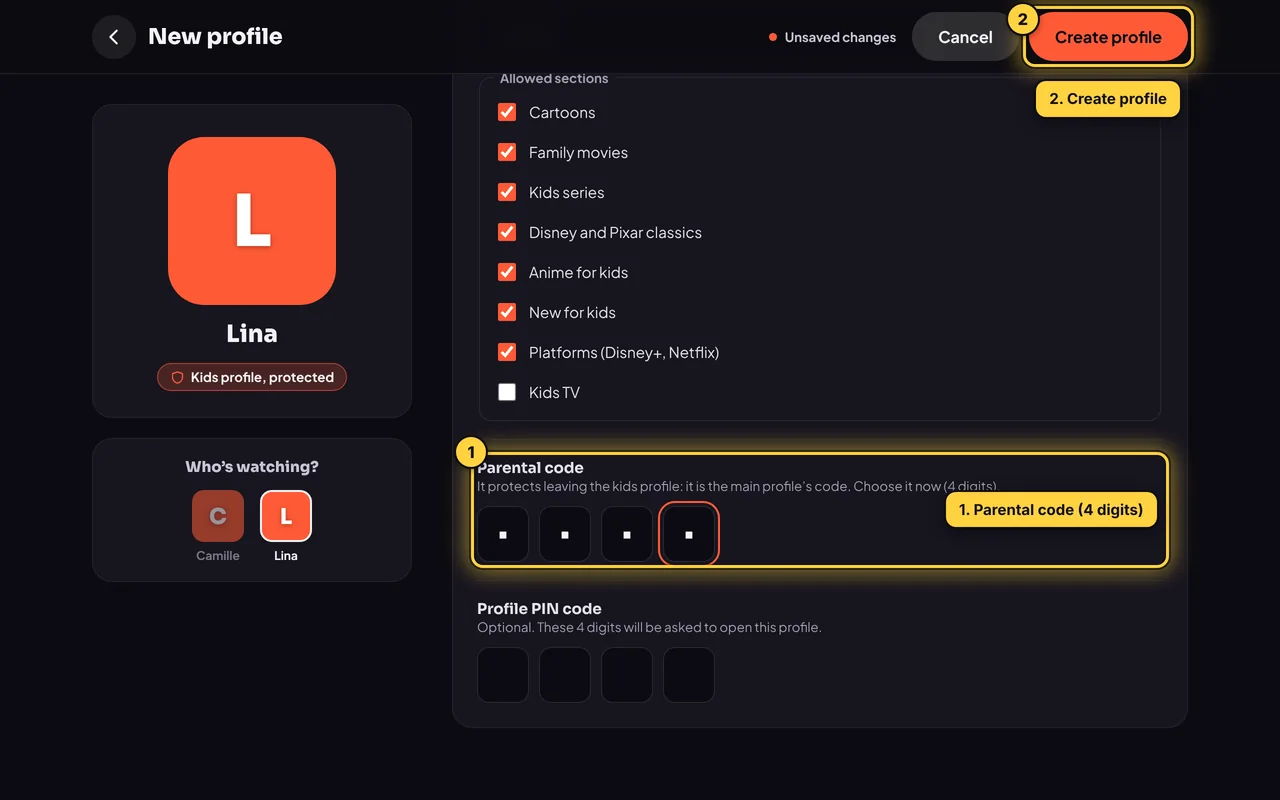 New profile
Unsaved changes
Cancel
2
Create profile
2. Create profile
Allowed sections
Cartoons
Family movies
Kids series
Disney and Pixar classics
Anime for kids
New for kids
Platforms (Disney+, Netflix)
Kids TV
L
Lina
Kids profile, protected
Who's watching?
C
L
Camille
Lina
1
Parental code
It protects leaving the kids profile: it is the main profile's code. Choose it now (4 digits).
1. Parental code (4 digits)
Profile PIN code
Optional. These 4 digits will be asked to open this profile.